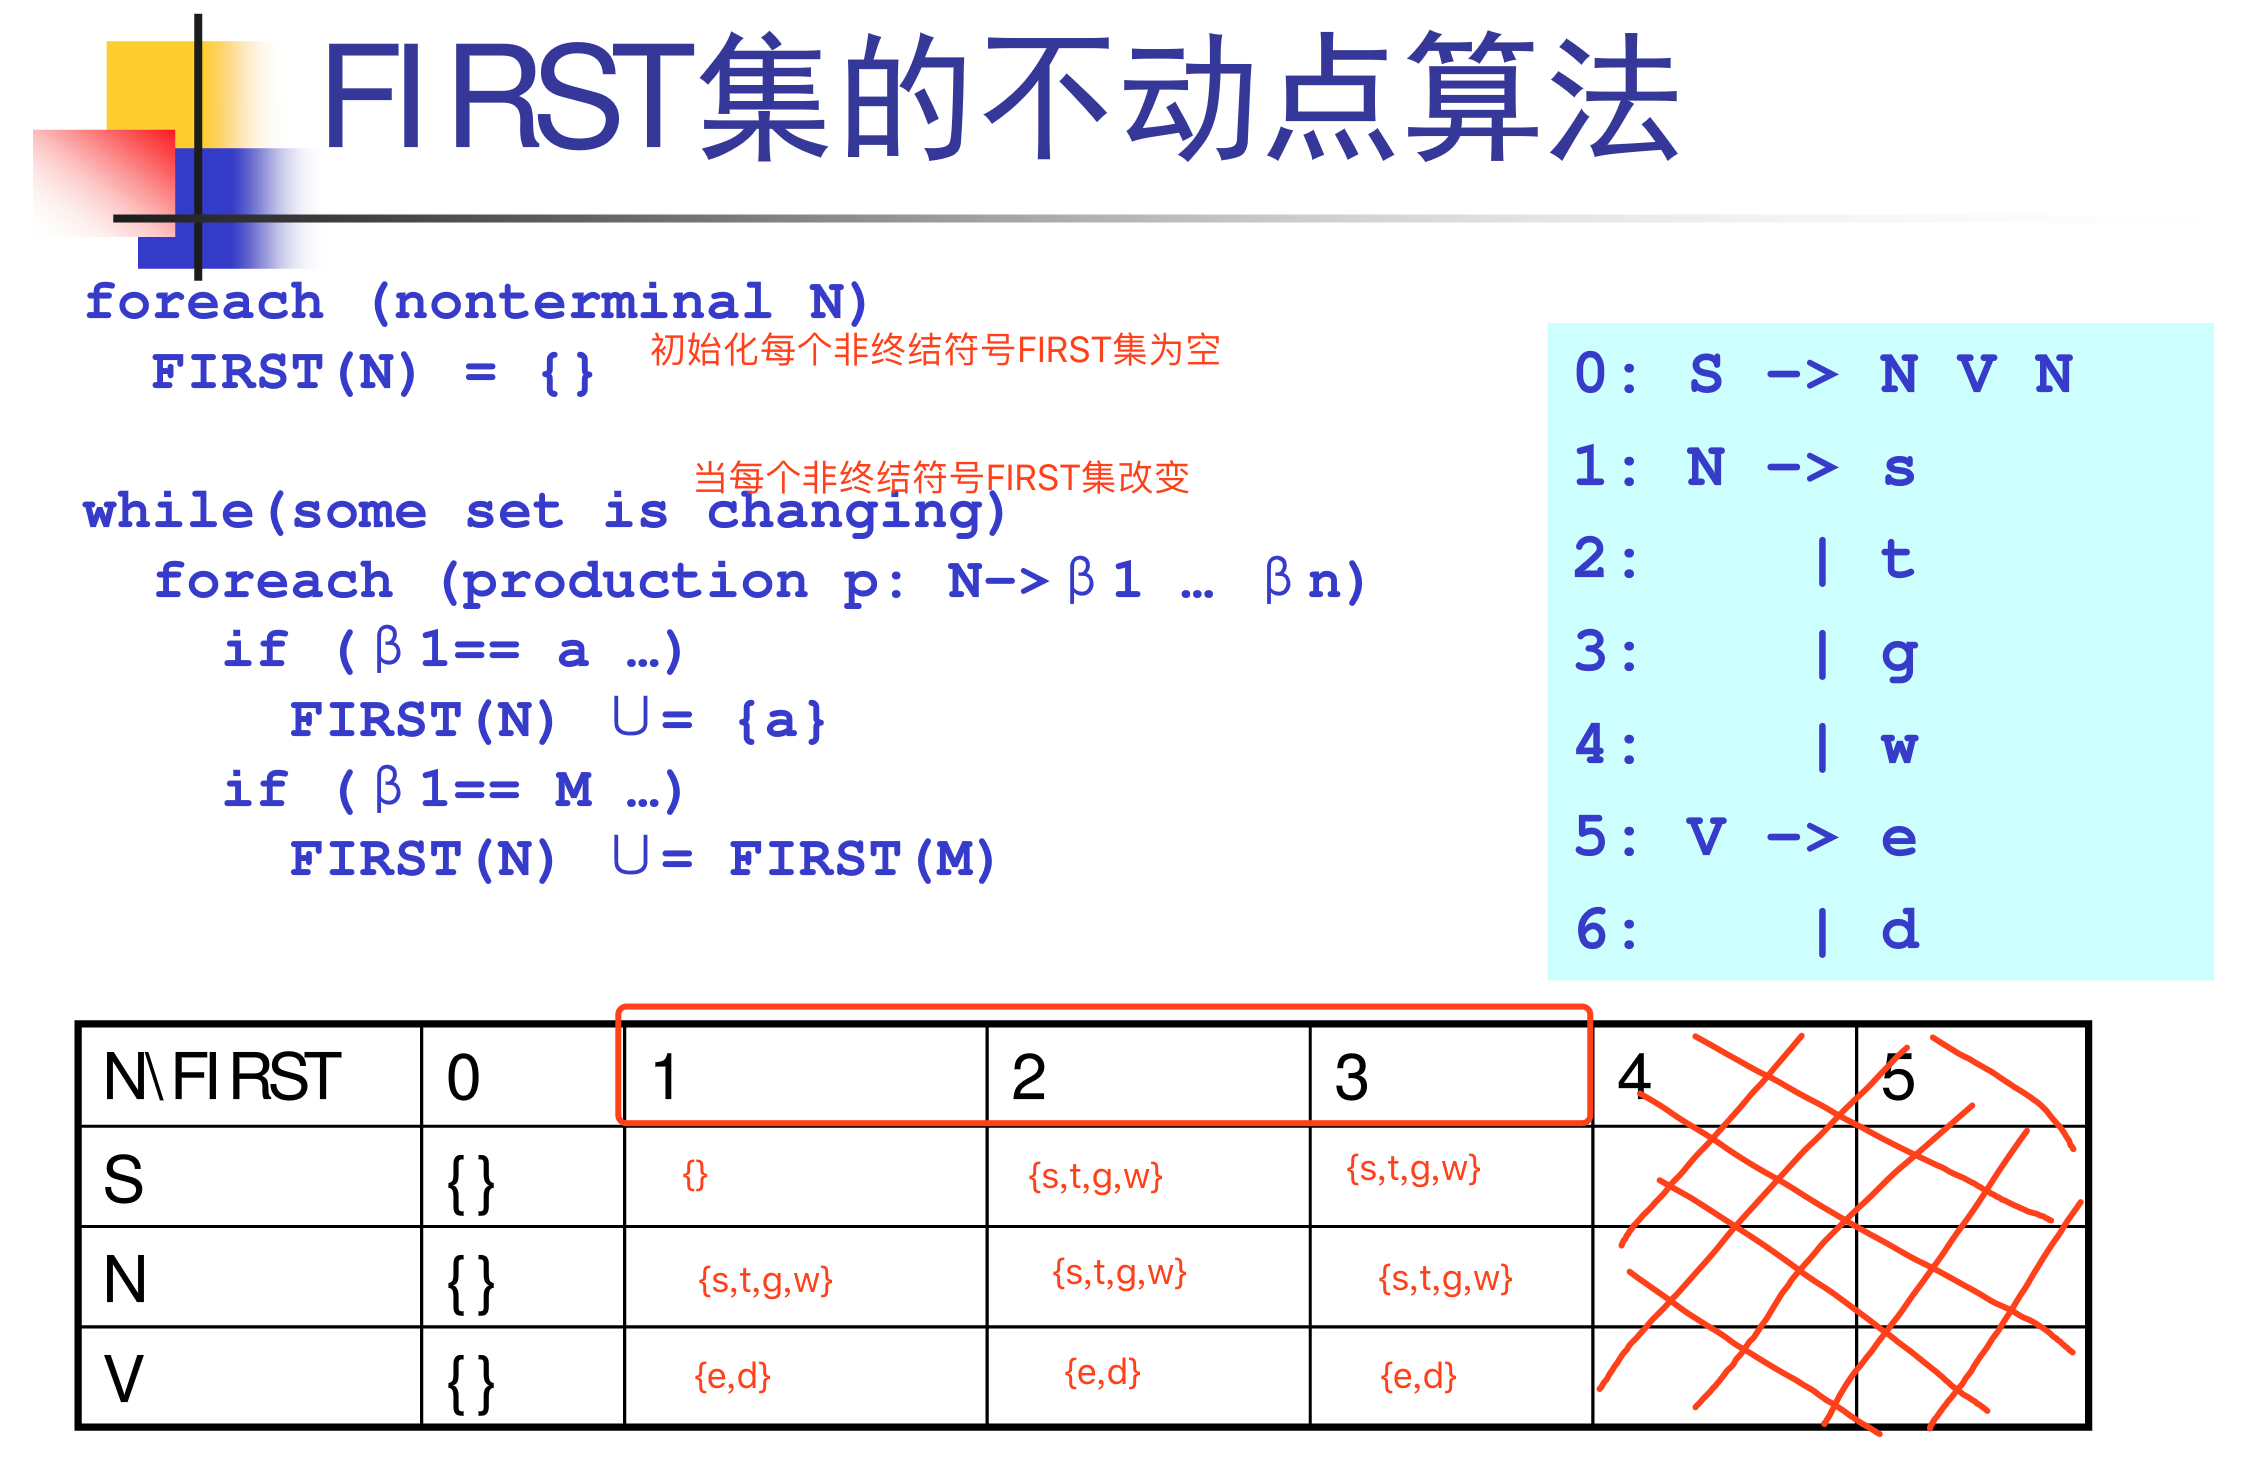 FIRST集的不动点算法
foreach (nonterminal N)
初始化每个非终结符号FIRST集为空
FIRST(N) = {}
当每个非终结符号FIRST集改变
while(some set is changing)
foreach (production p: N->β1 … βn)
if (β1== a …)
FIRST(N) ∪= {a}
if (β1== M …)
FIRST(N) ∪= FIRST(M)
0: S -> N V N
1: N -> s
2: | t
3: | g
4: | w
5: V -> e
6: | d
N\FIRST 0 1 2 3 4 5
S {} {} {s,t,g,w} {s,t,g,w}
N {} {s,t,g,w} {s,t,g,w} {s,t,g,w}
V {} {e,d} {e,d} {e,d}